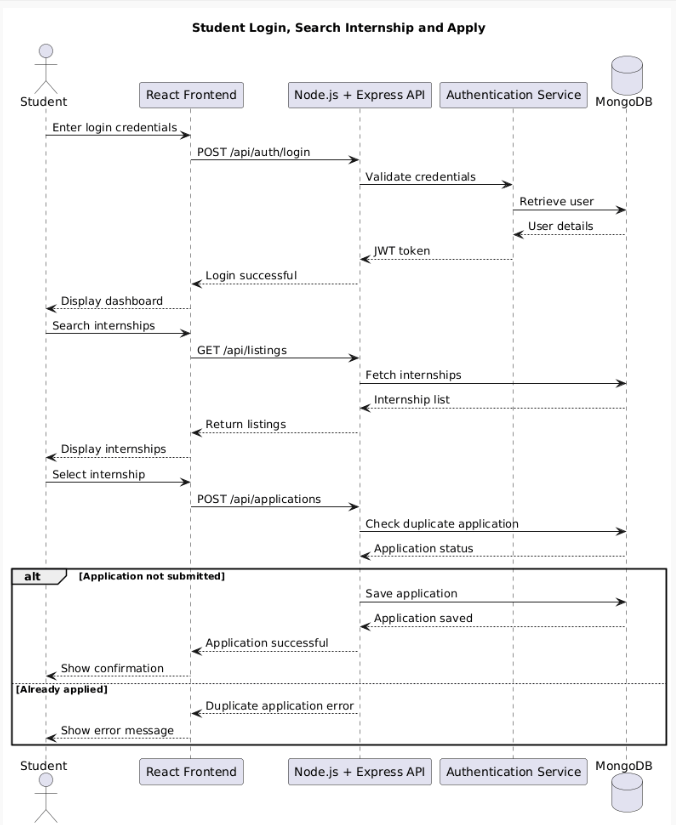 Student Login, Search Internship and Apply
Student
React Frontend
Node.js + Express API
Authentication Service
MongoDB
Enter login credentials
POST /api/auth/login
Validate credentials
Retrieve user
User details
JWT token
Login successful
Display dashboard
Search internships
GET /api/listings
Fetch internships
Internship list
Return listings
Display internships
Select internship
POST /api/applications
Check duplicate application
Application status
alt
[Application not submitted]
Save application
Application saved
Application successful
Show confirmation
[Already applied]
Duplicate application error
Show error message
Student
React Frontend
Node.js + Express API
Authentication Service
MongoDB